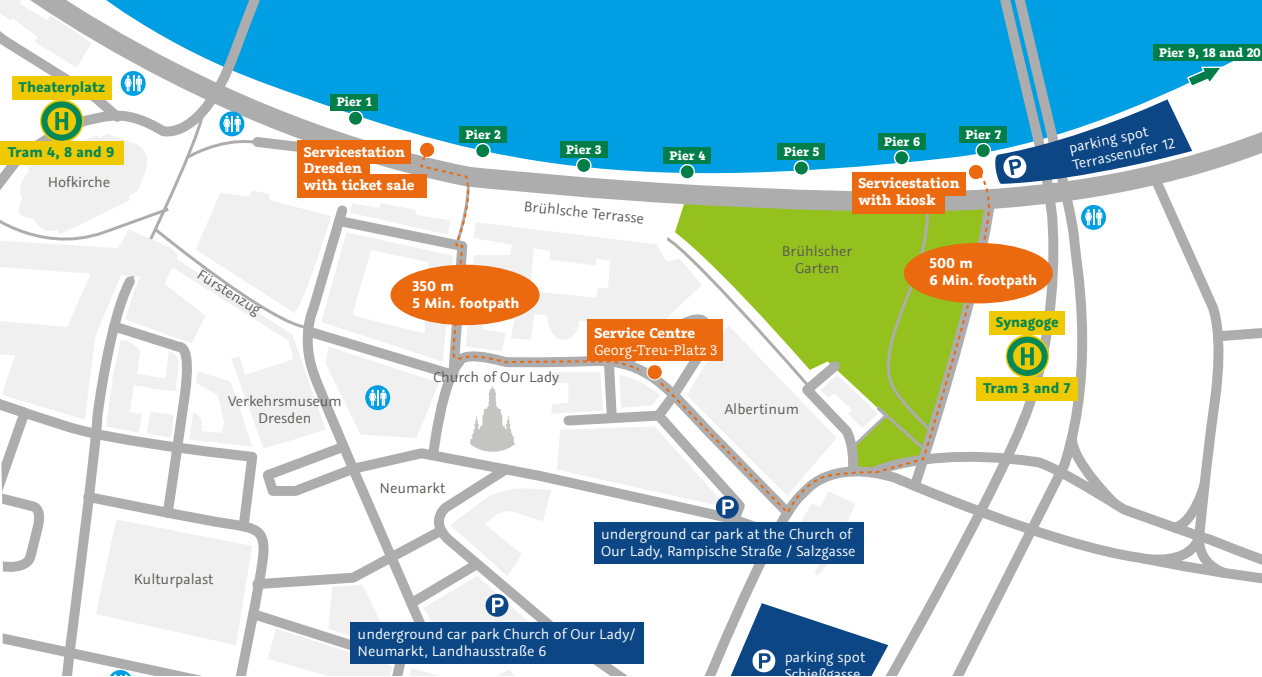 Pier 9, 18 and 20
Theaterplatz
H
Tram 4, 8 and 9
Hofkirche
Pier 1
Pier 2
Pier 3
Pier 4
Pier 5
Pier 6
Pier 7
P
parking spot
Terrassenufer 12
Servicestation
Dresden
with ticket sale
Servicestation
with kiosk
Brühlsche Terrasse
Brühlscher
Garten
Fürstenzug
350 m
5 Min. footpath
500 m
6 Min. footpath
Service Centre
Georg-Treu-Platz 3
Synagoge
H
Tram 3 and 7
Church of Our Lady
Verkehrsmuseum
Dresden
Albertinum
Neumarkt
P
underground car park at the Church of
Our Lady, Rampische Straße / Salzgasse
Kulturpalast
P
underground car park Church of Our Lady/
Neumarkt, Landhausstraße 6
P
parking spot
Schießgasse